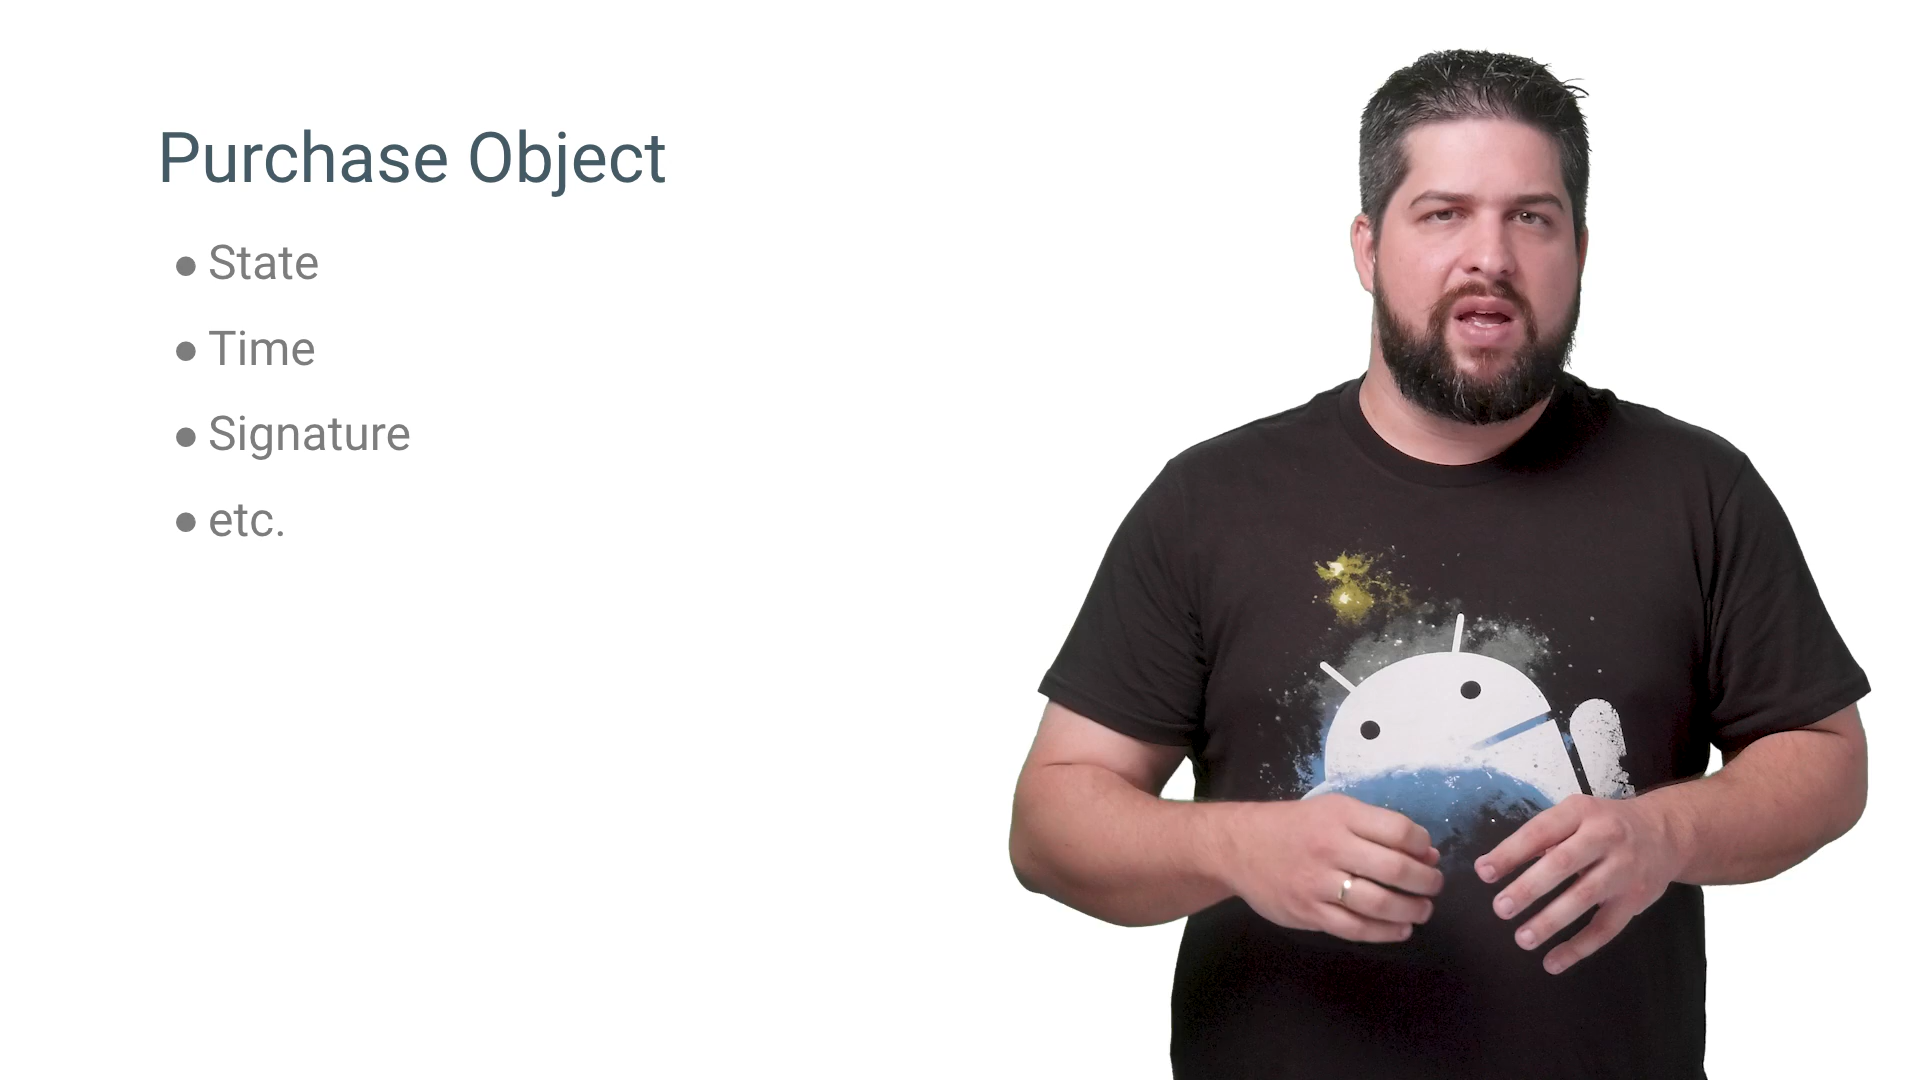 Purchase Object
● State
● Time
● Signature
● etc.